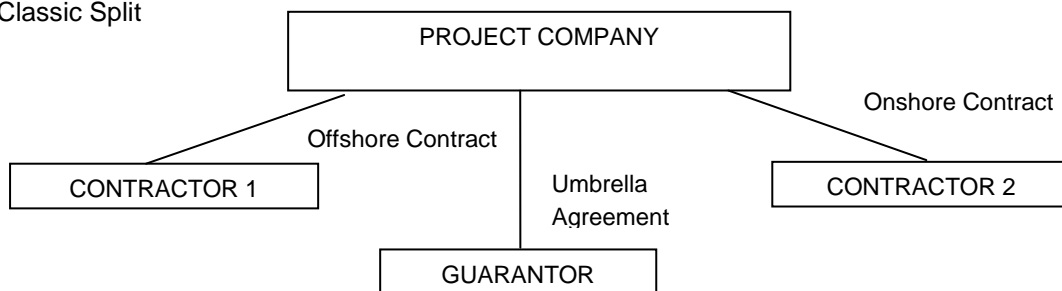 Classic Split
PROJECT COMPANY
Onshore Contract
Offshore Contract
CONTRACTOR 1
CONTRACTOR 2
Umbrella
Agreement
GUARANTOR